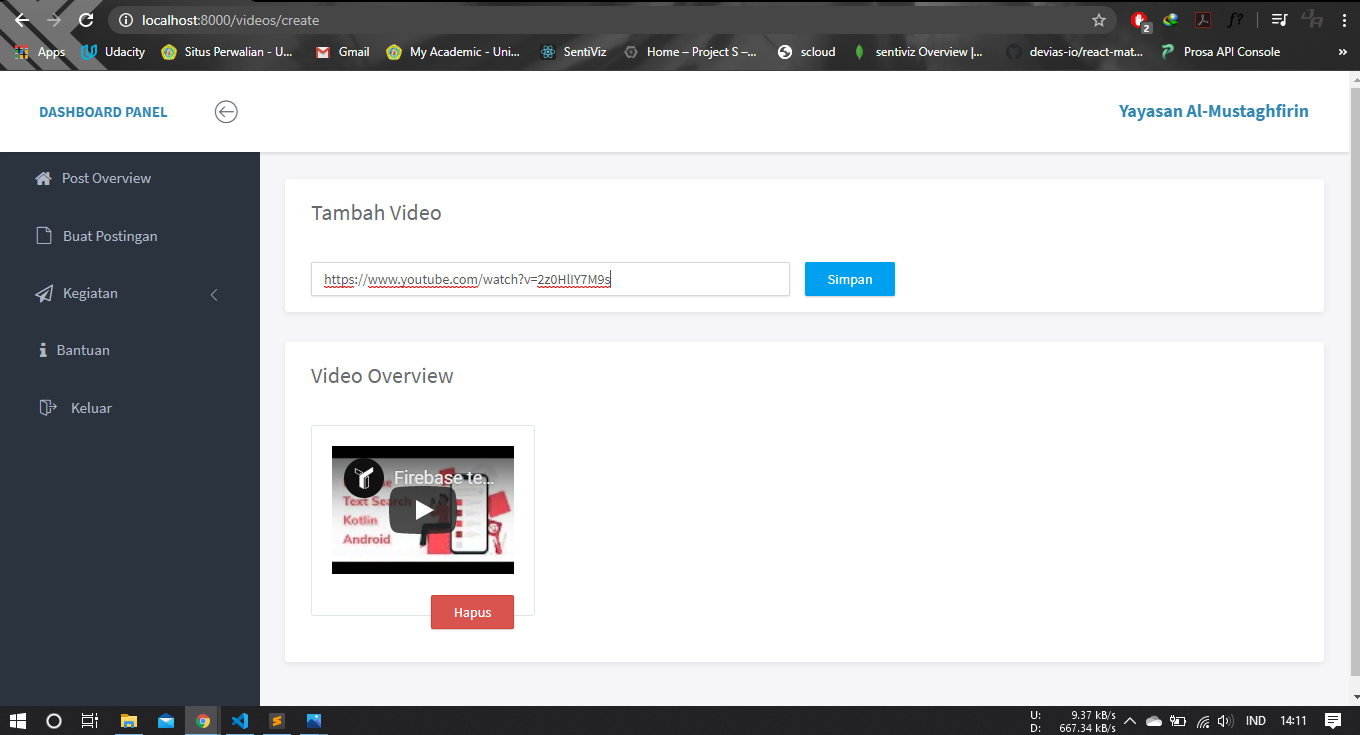 localhost:8000/videos/create
f?
2
Apps
Udacity
Situs Perwalian - U...
Gmail
My Academic - Uni...
SentiViz
Home – Project S –...
scloud
sentiviz Overview |...
devias-io/react-mat...
Prosa API Console
»
DASHBOARD PANEL
Yayasan Al-Mustaghfirin
Post Overview
Buat Postingan
Kegiatan
Bantuan
Keluar
Tambah Video
https://www.youtube.com/watch?v=2z0HlIY7M9s
Simpan
Video Overview
Firebase te...
Text Search
Kotlin
Android
Hapus
U: 9.37 kB/s
D: 667.34 kB/s
IND
14:11